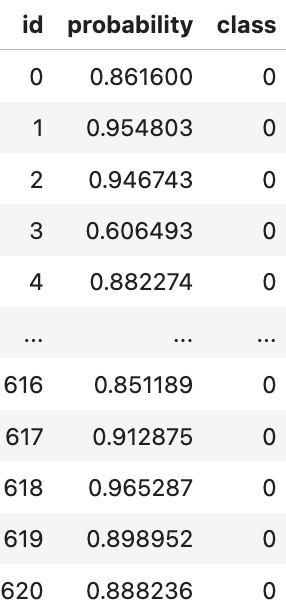 id probability class
0 0.861600 0
1 0.954803 0
2 0.946743 0
3 0.606493 0
4 0.882274 0
... ... ...
616 0.851189 0
617 0.912875 0
618 0.965287 0
619 0.898952 0
620 0.888236 0